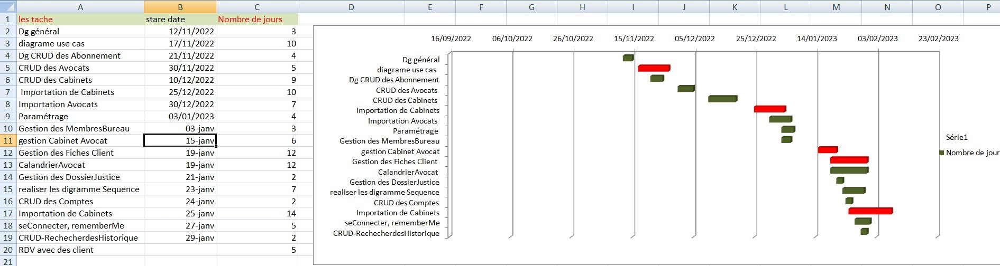 A B C D E F G H I J K L M N O P
1 les tache stare date Nombre de jours
2 Dg général 12/11/2022 3
3 diagrame use cas 17/11/2022 10
4 Dg CRUD des Abonnement 21/11/2022 4
5 CRUD des Avocats 30/11/2022 5
6 CRUD des Cabinets 10/12/2022 9
7 Importation de Cabinets 25/12/2022 10
8 Importation Avocats 30/12/2022 7
9 Paramétrage 03/01/2023 4
10 Gestion des MembresBureau 03-janv 3
11 gestion Cabinet Avocat 15-janv 6
12 Gestion des Fiches Client 19-janv 12
13 CalandrierAvocat 19-janv 12
14 Gestion des DossierJustice 21-janv 2
15 realiser les digramme Sequence 23-janv 7
16 CRUD des Comptes 24-janv 2
17 Importation de Cabinets 25-janv 14
18 seConnecter, rememberMe 27-janv 5
19 CRUD-RechecherdesHistorique 29-janv 2
20 RDV avec des client 5
21
16/09/2022 06/10/2022 26/10/2022 15/11/2022 05/12/2022 25/12/2022 14/01/2023 03/02/2023 23/02/2023
Dg général
diagrame use cas
Dg CRUD des Abonnement
CRUD des Avocats
CRUD des Cabinets
Importation de Cabinets
Importation Avocats
Paramétrage
Gestion des MembresBureau
gestion Cabinet Avocat
Gestion des Fiches Client
CalandrierAvocat
Gestion des DossierJustice
realiser les digramme Sequence
CRUD des Comptes
Importation de Cabinets
seConnecter, rememberMe
CRUD-RechecherdesHistorique
Série1
Nombre de jour